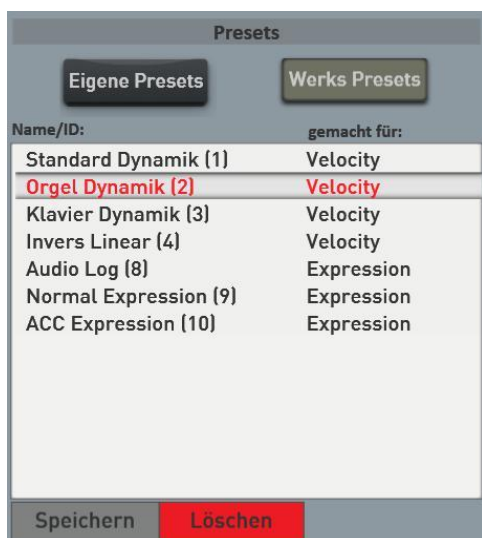 Presets
Eigene Presets Werks Presets
Name/ID: gemacht für:
Standard Dynamik (1) Velocity
Orgel Dynamik (2) Velocity
Klavier Dynamik (3) Velocity
Invers Linear (4) Velocity
Audio Log (8) Expression
Normal Expression (9) Expression
ACC Expression (10) Expression
Speichern Löschen